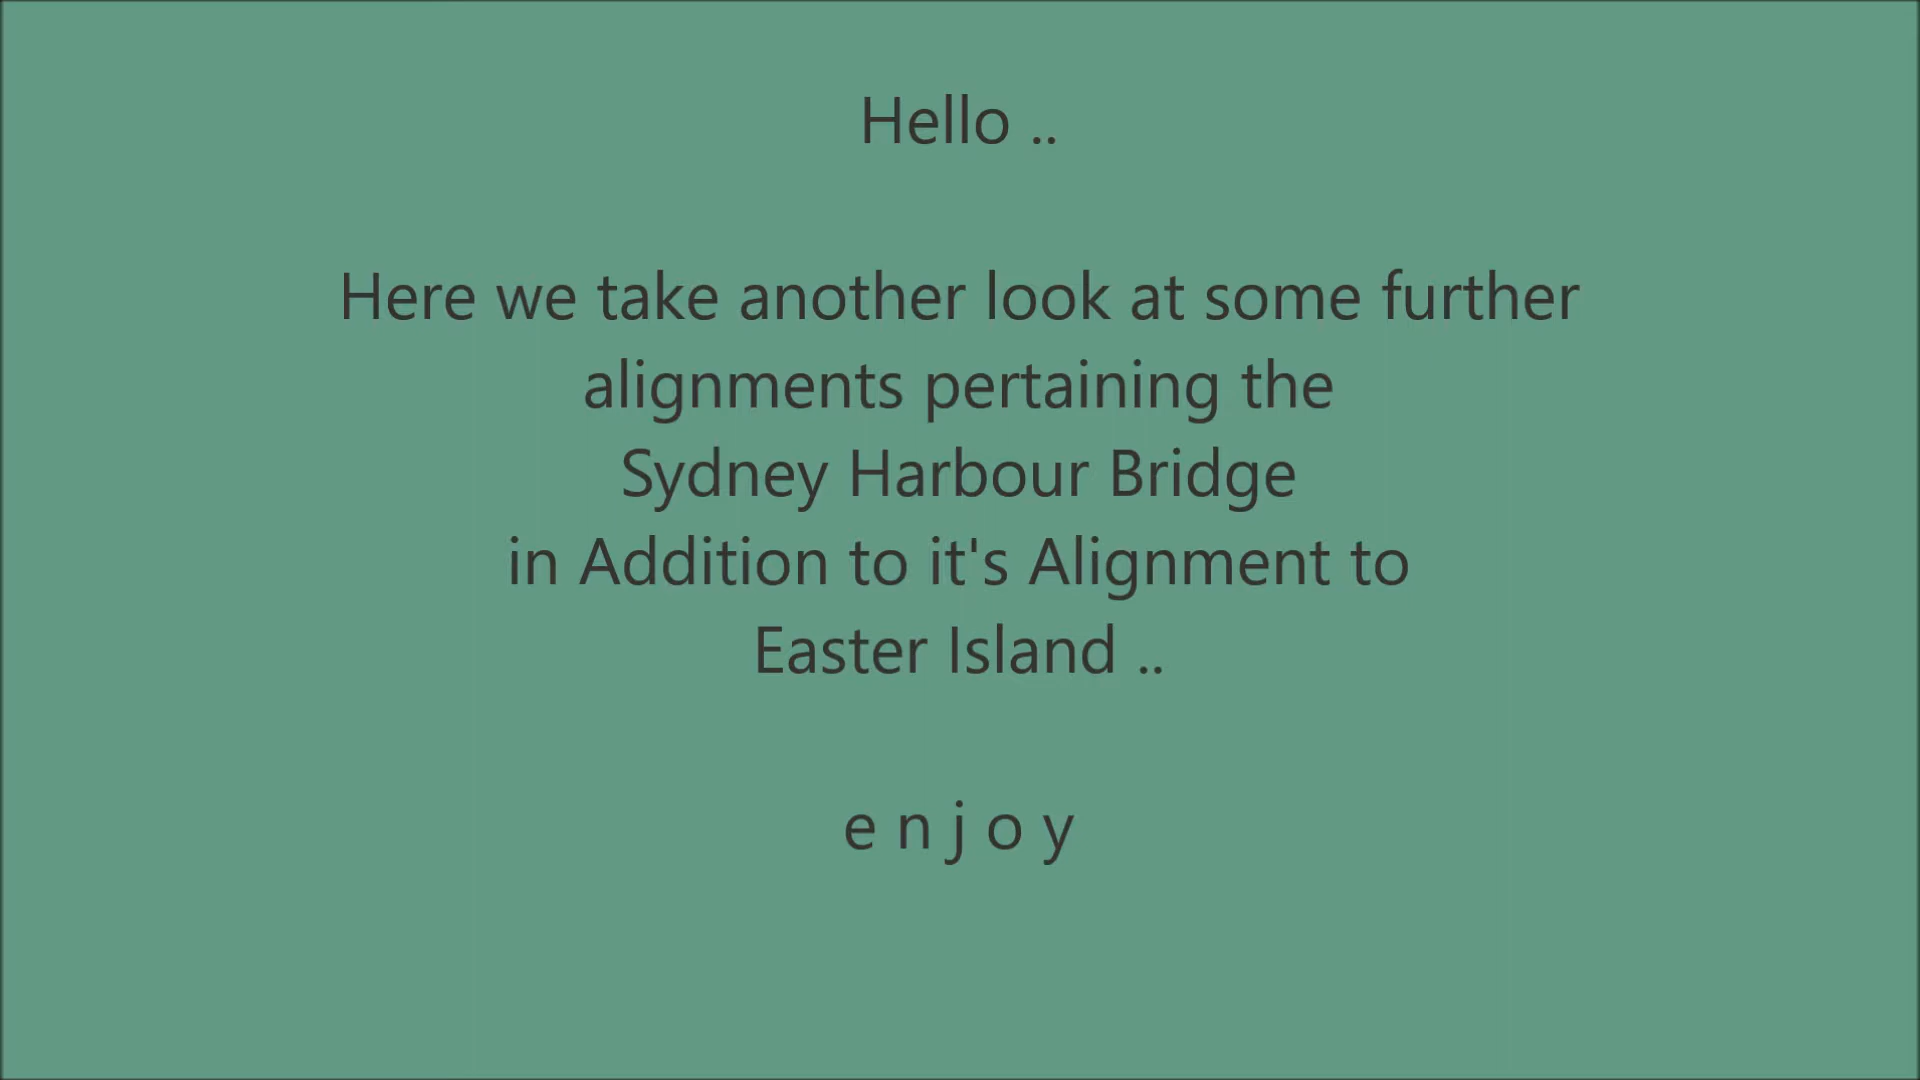 Hello ..
Here we take another look at some further
alignments pertaining the
Sydney Harbour Bridge
in Addition to it's Alignment to
Easter Island ..
e n j o y